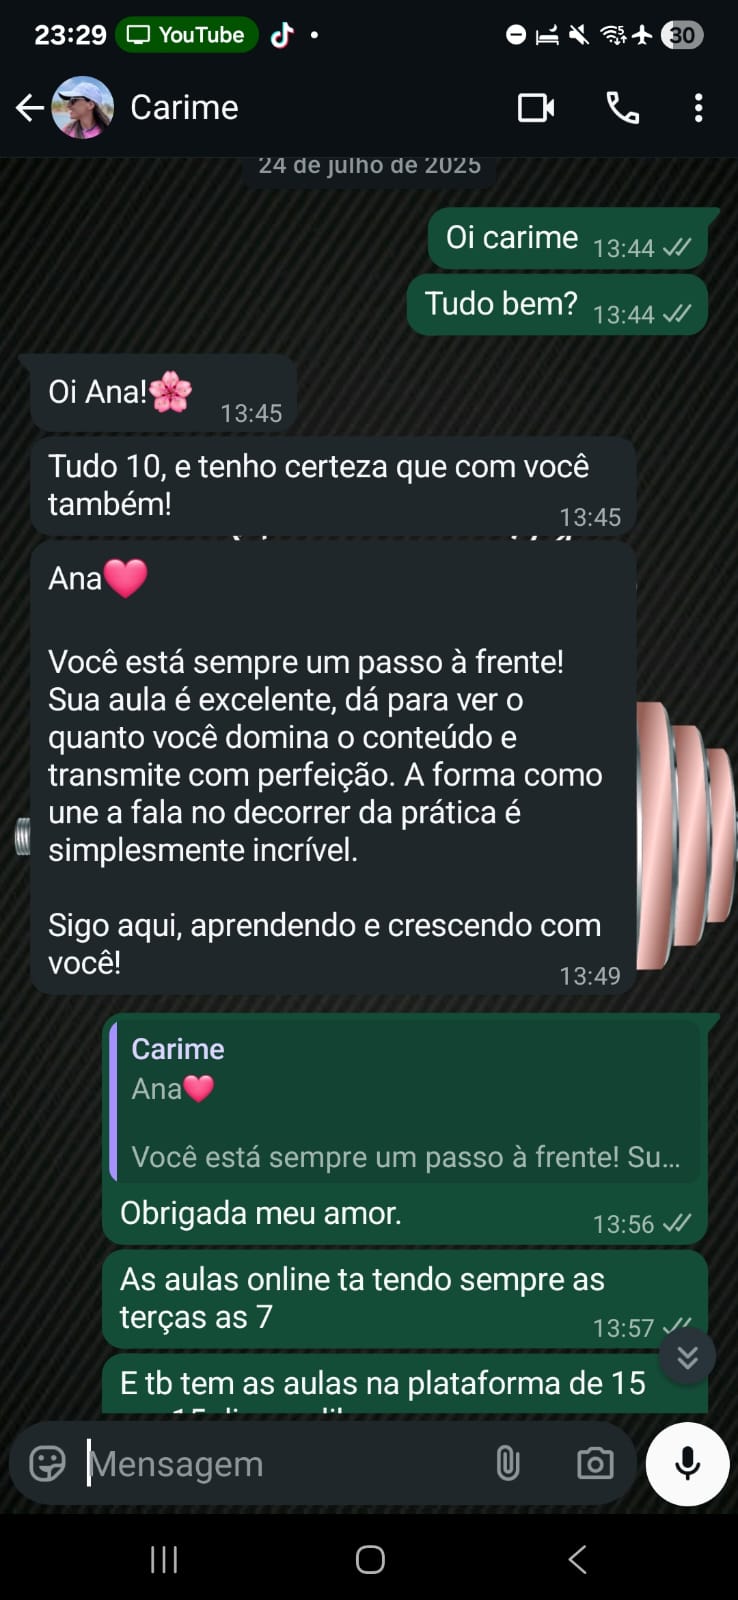 23:29 YouTube 30
Carime
24 de julho de 2025
Oi carime 13:44
Tudo bem? 13:44
Oi Ana!🌸 13:45
Tudo 10, e tenho certeza que com você
também! 13:45
Ana❤️
Você está sempre um passo à frente!
Sua aula é excelente, dá para ver o
quanto você domina o conteúdo e
transmite com perfeição. A forma como
une a fala no decorrer da prática é
simplesmente incrível.
Sigo aqui, aprendendo e crescendo com
você! 13:49
Carime
Ana❤️
Você está sempre um passo à frente! Su...
Obrigada meu amor. 13:56
As aulas online ta tendo sempre as
terças as 7 13:57
E tb tem as aulas na plataforma de 15
Mensagem